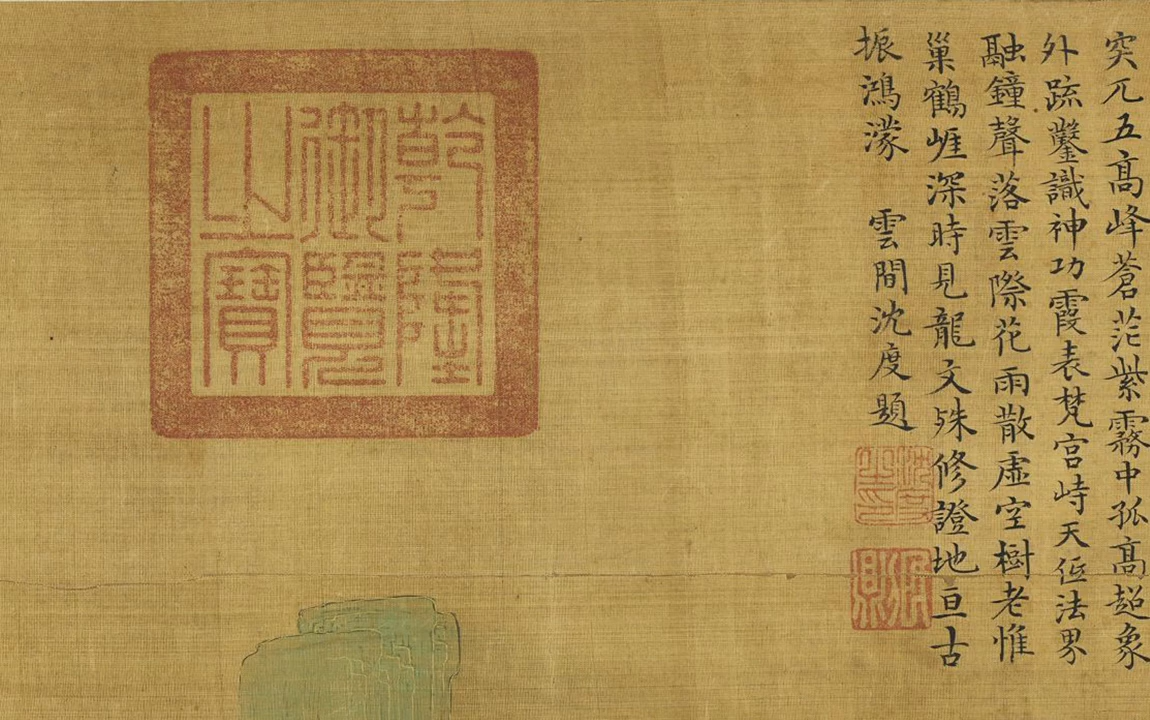 突兀五高峰蒼茫紫霧中孤高超象
外疏鑿識神功霞表梵宮峙天低法界
融鐘聲落雲際花雨散虛空樹老惟
巢鶴崕深時見龍文殊修證地亘古
振鴻濛 雲間沈度題
乾隆
御覽
之寶